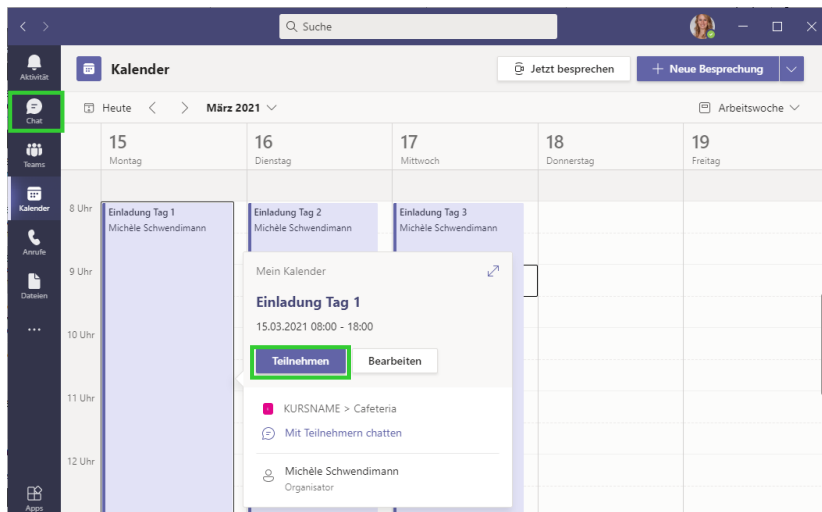 Suche
Aktivität
Chat
Teams
Kalender
Anrufe
Dateien
Apps
Kalender
Jetzt besprechen
+ Neue Besprechung
Heute
März 2021
Arbeitswoche
15
Montag
16
Dienstag
17
Mittwoch
18
Donnerstag
19
Freitag
8 Uhr
9 Uhr
10 Uhr
11 Uhr
12 Uhr
Einladung Tag 1
Michèle Schwendimann
Einladung Tag 2
Michèle Schwendimann
Einladung Tag 3
Michèle Schwendimann
Mein Kalender
Einladung Tag 1
15.03.2021 08:00 - 18:00
Teilnehmen
Bearbeiten
KURSNAME > Cafeteria
Mit Teilnehmern chatten
Michèle Schwendimann
Organisator